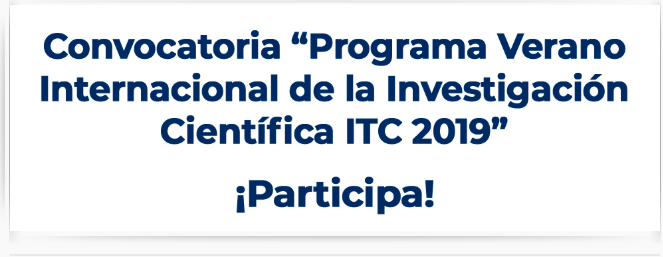 Convocatoria “Programa Verano
Internacional de la Investigación
Científica ITC 2019”
¡Participa!